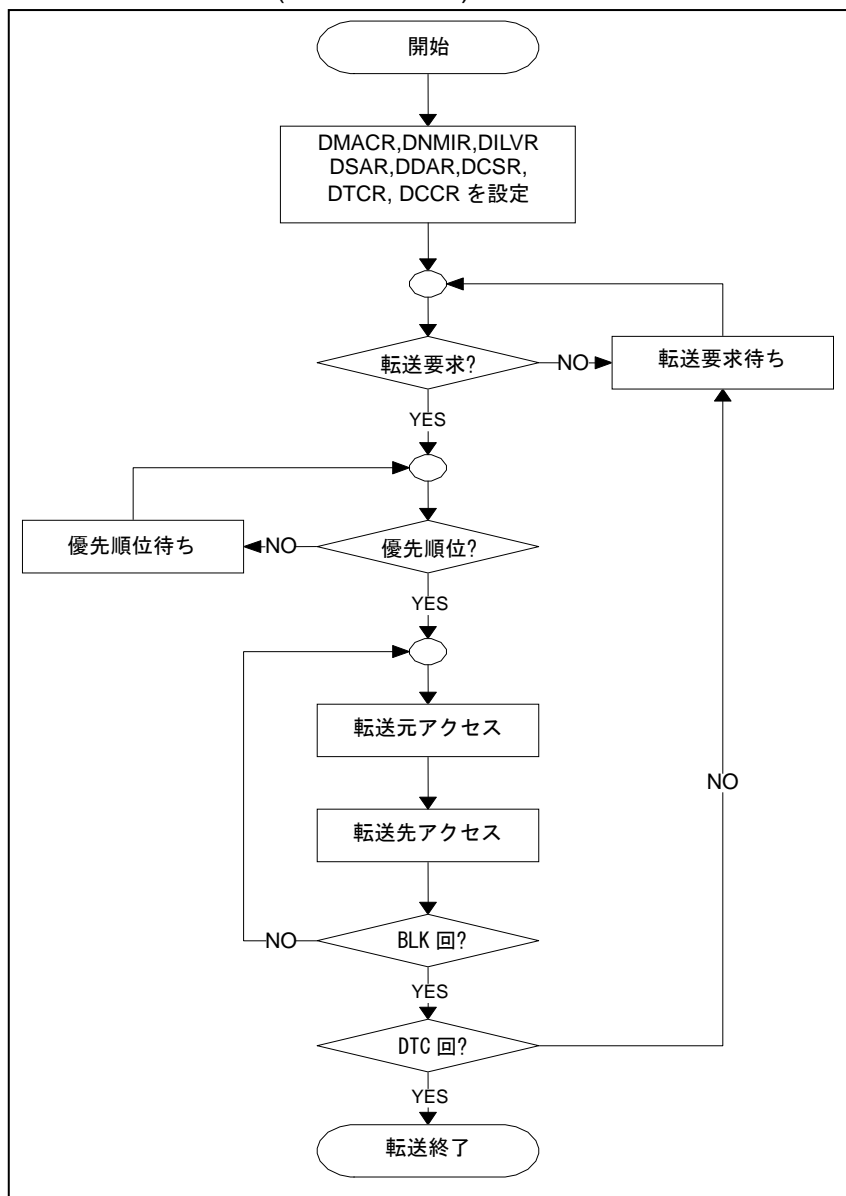 開始
DMACR,DNMIR,DILVR
DSAR,DDAR,DCSR,
DTCR, DCCR を設定
転送要求?
NO
転送要求待ち
YES
優先順位待ち
NO
優先順位?
YES
転送元アクセス
転送先アクセス
NO
NO
BLK 回?
YES
DTC 回?
YES
転送終了